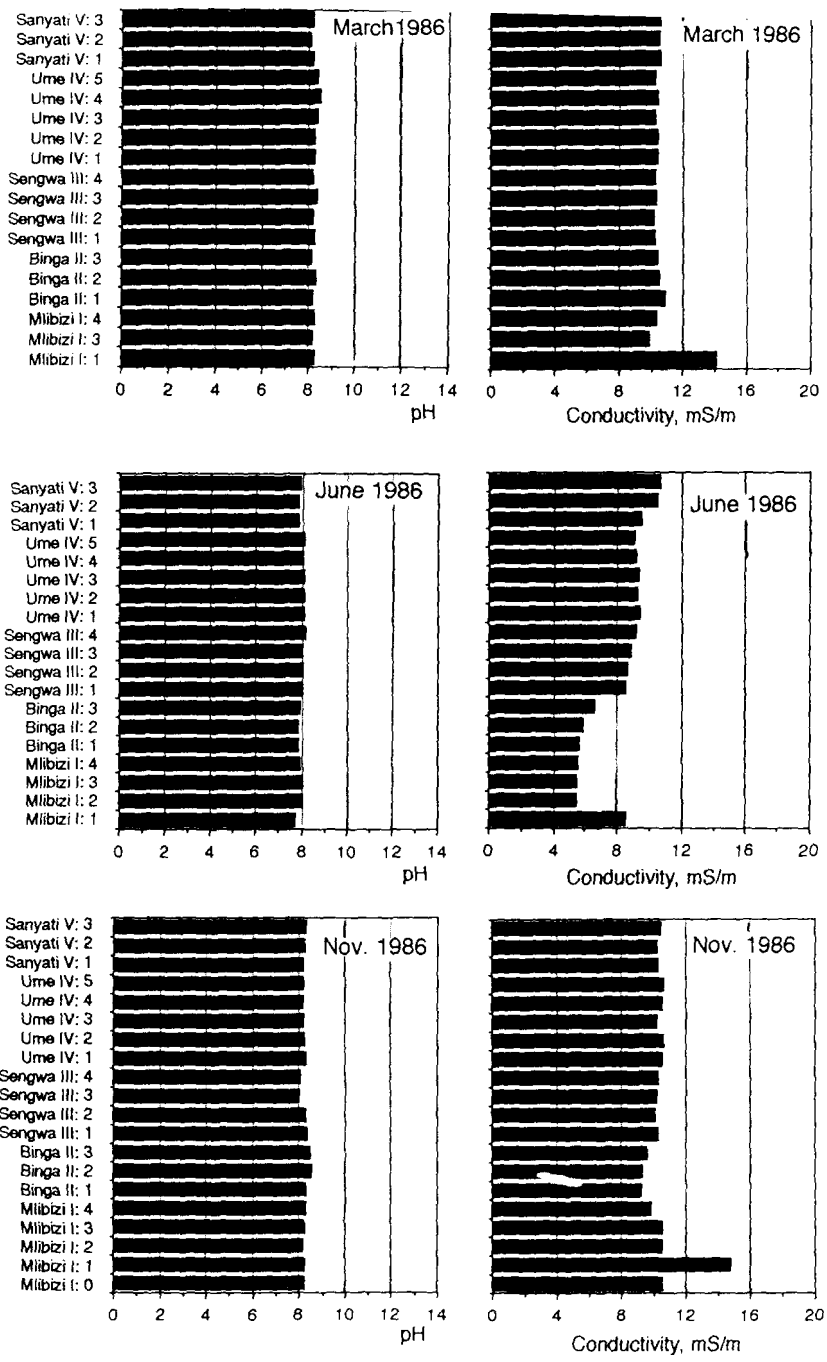 March 1986
Sanyati V: 3
Sanyati V: 2
Sanyati V: 1
Ume IV: 5
Ume IV: 4
Ume IV: 3
Ume IV: 2
Ume IV: 1
Sengwa III: 4
Sengwa III: 3
Sengwa III: 2
Sengwa III: 1
Binga II: 3
Binga II: 2
Binga II: 1
Mlibizi I: 4
Mlibizi I: 3
Mlibizi I: 1
0 2 4 6 8 10 12 14
pH
March 1986
0 4 8 12 16 20
Conductivity, mS/m
June 1986
Sanyati V: 3
Sanyati V: 2
Sanyati V: 1
Ume IV: 5
Ume IV: 4
Ume IV: 3
Ume IV: 2
Ume IV: 1
Sengwa III: 4
Sengwa III: 3
Sengwa III: 2
Sengwa III: 1
Binga II: 3
Binga II: 2
Binga II: 1
Mlibizi I: 4
Mlibizi I: 3
Mlibizi I: 2
Mlibizi I: 1
0 2 4 6 8 10 12 14
pH
June 1986
0 4 8 12 16 20
Conductivity, mS/m
Nov. 1986
Sanyati V: 3
Sanyati V: 2
Sanyati V: 1
Ume IV: 5
Ume IV: 4
Ume IV: 3
Ume IV: 2
Ume IV: 1
Sengwa III: 4
Sengwa III: 3
Sengwa III: 2
Sengwa III: 1
Binga II: 3
Binga II: 2
Binga II: 1
Mlibizi I: 4
Mlibizi I: 3
Mlibizi I: 2
Mlibizi I: 1
Mlibizi I: 0
0 2 4 6 8 10 12 14
pH
Nov. 1986
0 4 8 12 16 20
Conductivity, mS/m